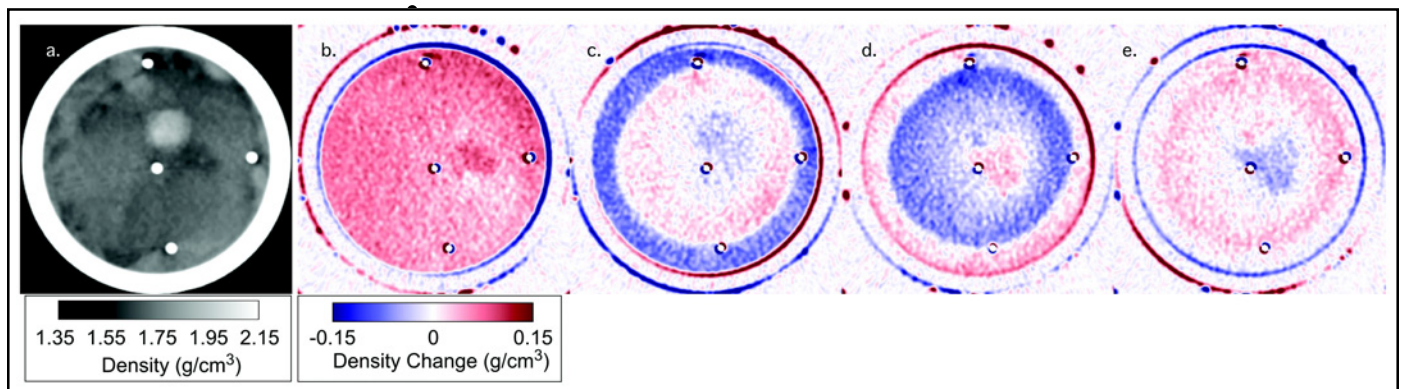 a. b. c. d. e.
1.35 1.55 1.75 1.95 2.15
Density (g/cm³)
-0.15 0 0.15
Density Change (g/cm³)